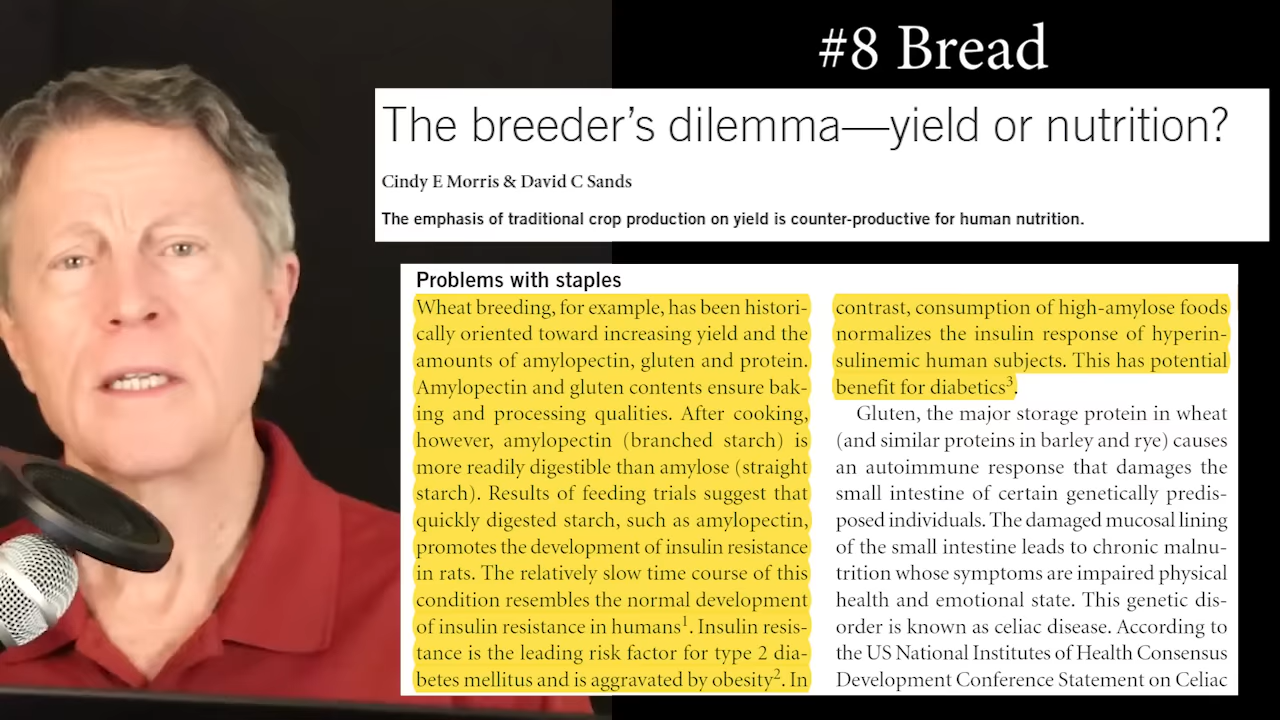 #8 Bread
The breeder's dilemma—yield or nutrition?
Cindy E Morris & David C Sands
The emphasis of traditional crop production on yield is counter-productive for human nutrition.
Problems with staples
Wheat breeding, for example, has been histori-
cally oriented toward increasing yield and the
amounts of amylopectin, gluten and protein.
Amylopectin and gluten contents ensure bak-
ing and processing qualities. After cooking,
however, amylopectin (branched starch) is
more readily digestible than amylose (straight
starch). Results of feeding trials suggest that
quickly digested starch, such as amylopectin,
promotes the development of insulin resistance
in rats. The relatively slow time course of this
condition resembles the normal development
of insulin resistance in humans1. Insulin resis-
tance is the leading risk factor for type 2 dia-
betes mellitus and is aggravated by obesity2. In
contrast, consumption of high-amylose foods
normalizes the insulin response of hyperin-
sulinemic human subjects. This has potential
benefit for diabetics3.
Gluten, the major storage protein in wheat
(and similar proteins in barley and rye) causes
an autoimmune response that damages the
small intestine of certain genetically predis-
posed individuals. The damaged mucosal lining
of the small intestine leads to chronic malnu-
trition whose symptoms are impaired physical
health and emotional state. This genetic dis-
order is known as celiac disease. According to
the US National Institutes of Health Consensus
Development Conference Statement on Celiac